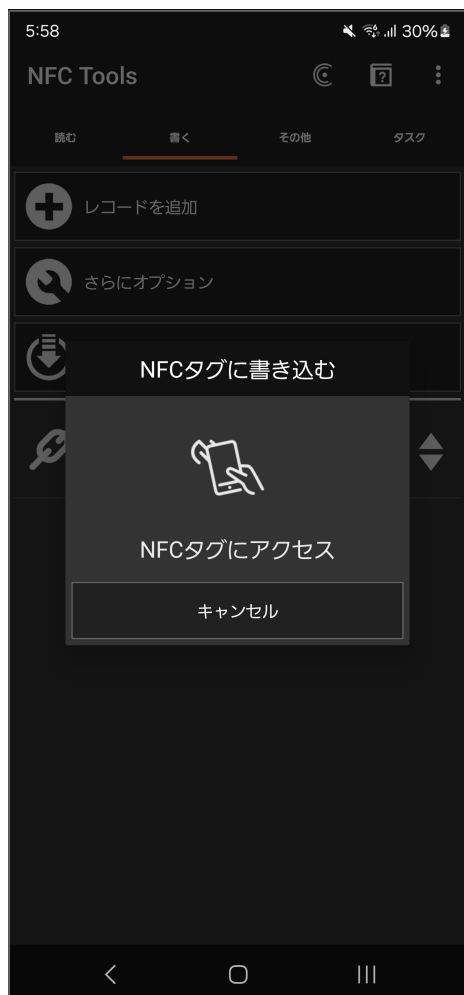 5:58
30%
NFC Tools
読む
書く
その他
タスク
レコードを追加
さらにオプション
NFCタグに書き込む
NFCタグにアクセス
キャンセル